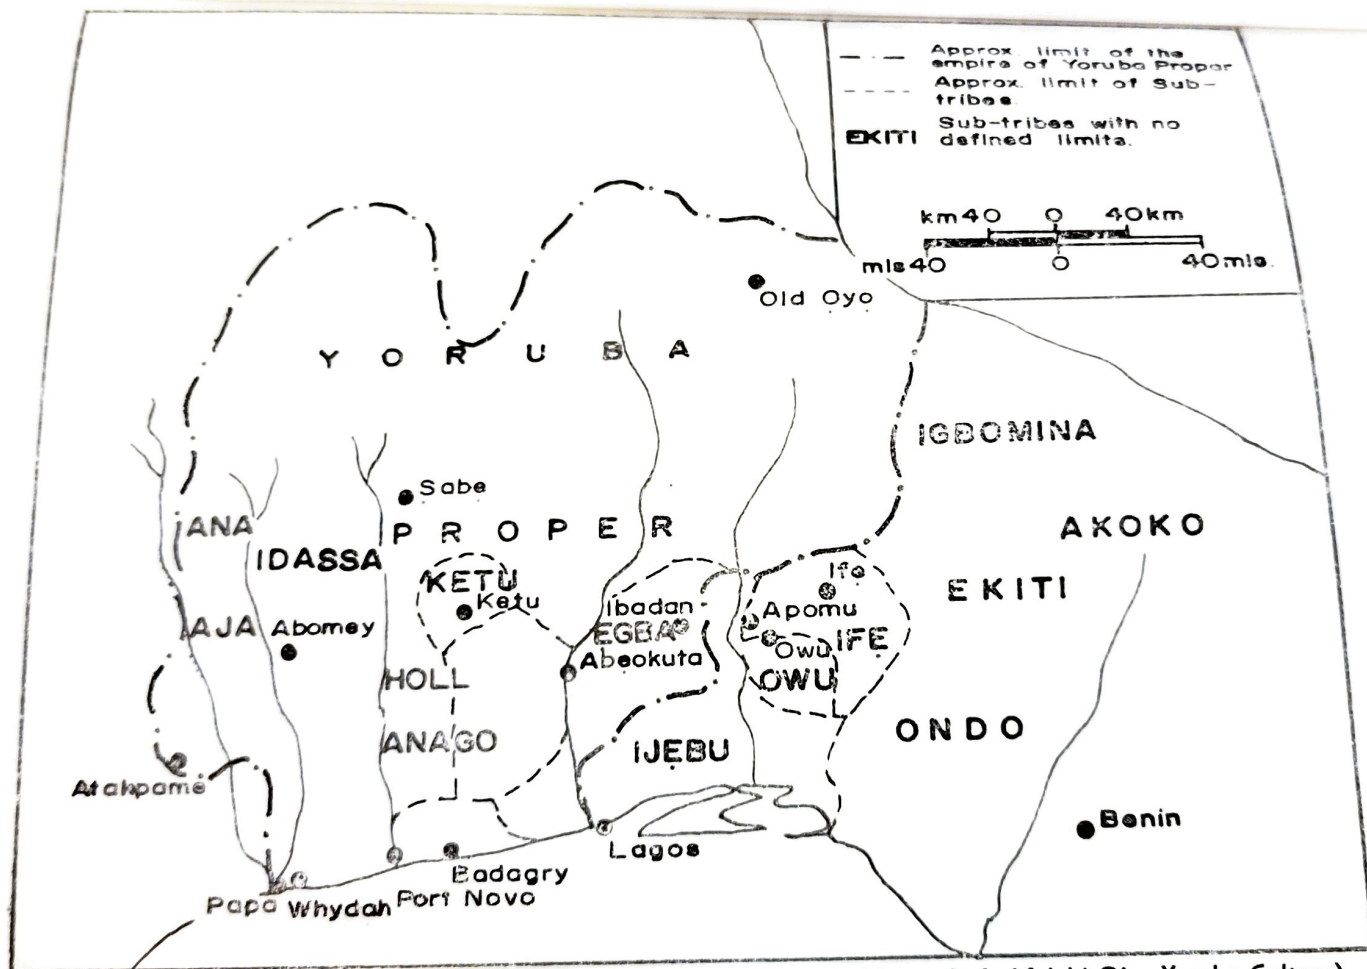 Approx. limit of the
empire of Yoruba Propar
Approx. limit of Sub-
tribes.
EKITI Sub-tribes with no
defined limits.
km40 0 40km
mls40 0 40mls.
Old Oyo
Y O R U B A
IGBOMINA
Sabe
ANA
P R O P E R
AKOKO
IDASSA
KETU
Ketu
Ife
EKITI
Ibadan
Apomu
AJA Abomey
EGBA
Owu
IFE
Abeokuta
HOLL
OWU
ANAGO
IJEBU
ONDO
Atakpame
Benin
Lagos
Badagry
Papa Whydah Port Novo